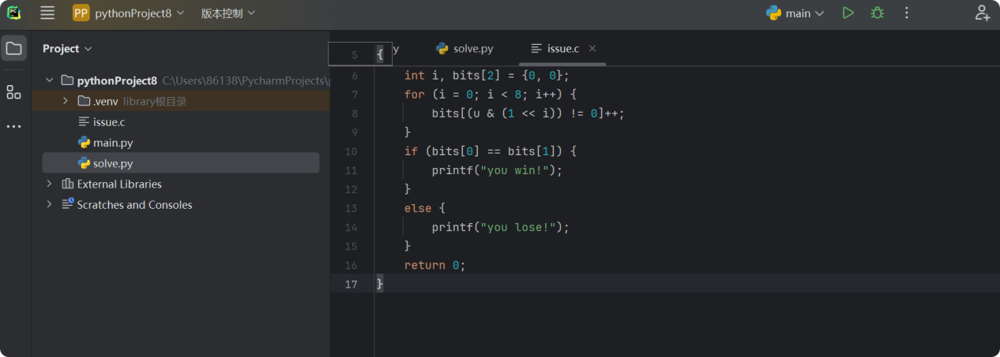 PP pythonProject8 版本控制 main
Project
pythonProject8 C:\Users\86138\PycharmProjects\
.venv library根目录
issue.c
main.py
solve.py
External Libraries
Scratches and Consoles
y solve.py issue.c
5 {
6 int i, bits[2] = {0, 0};
7 for (i = 0; i < 8; i++) {
8 bits[(u & (1 << i)) != 0]++;
9 }
10 if (bits[0] == bits[1]) {
11 printf("you win!");
12 }
13 else {
14 printf("you lose!");
15 }
16 return 0;
17 }